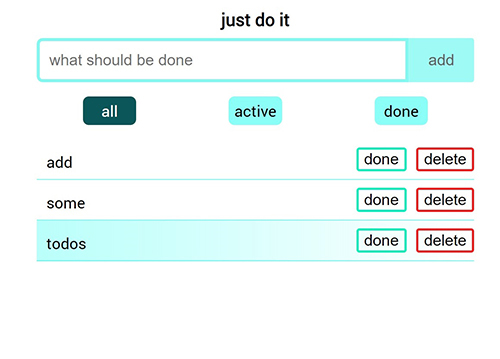 just do it
what should be done add
all active done
add done delete
some done delete
todos done delete